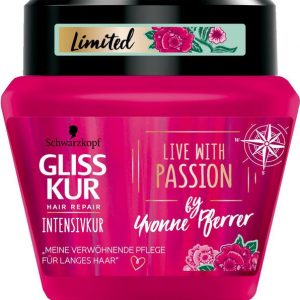 Limited
Schwarzkopf
GLISS
KUR
HAIR REPAIR
INTENSIVKUR
„MEINE VERWÖHNENDE PFLEGE
FÜR LANGES HAAR“
LIVE WITH
PASSION
by
Yvonne Pferrer